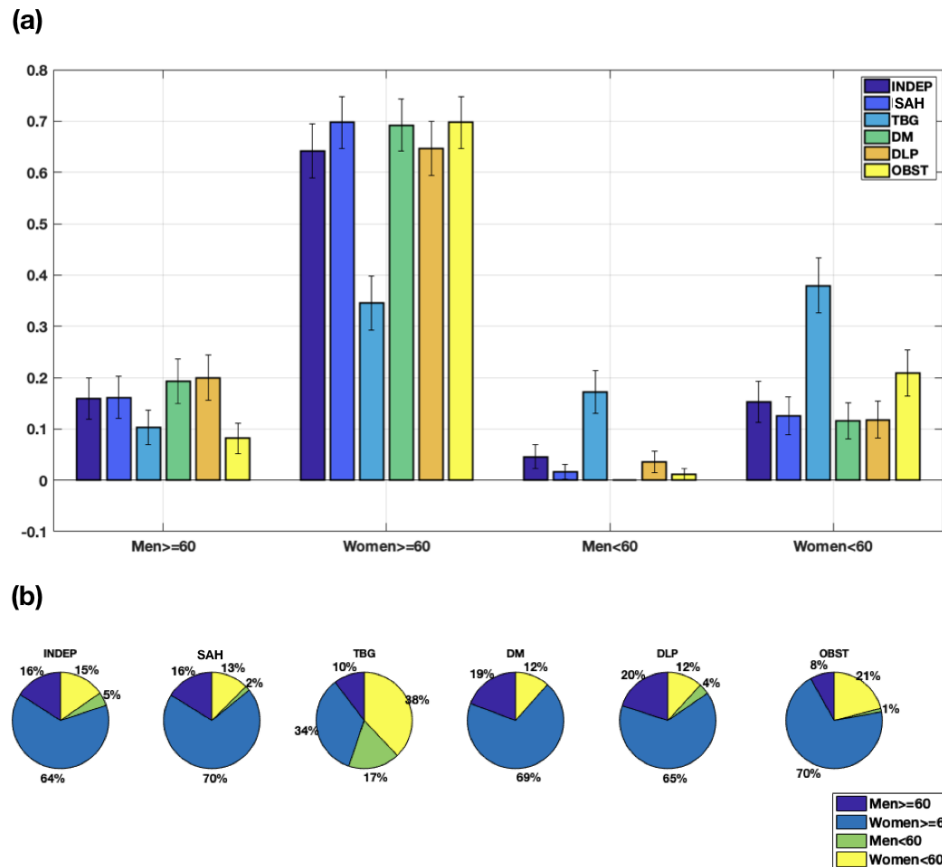 (a)
0.8
0.7
0.6
0.5
0.4
0.3
0.2
0.1
0
-0.1
INDEP
SAH
TBG
DM
DLP
OBST
Men>=60 Women>=60 Men<60 Women<60
(b)
INDEP SAH TBG DM DLP OBST
16% 15% 5% 64%
16% 13% 2% 70%
10% 38% 34% 17%
19% 12% 69%
20% 12% 4% 65%
8% 21% 1% 70%
Men>=60
Women>=6
Men<60
Women<60